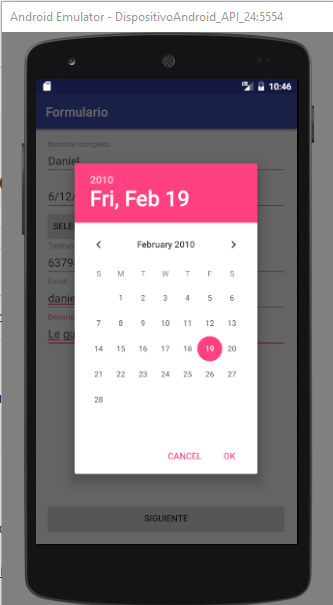 Android Emulator - DispositivoAndroid_API_24:5554
10:46
Formulario
Nombre completo
Daniel
6/12/
SELE
Teléfono
6379
Email
danie
Descrip
Le gu
2010
Fri, Feb 19
February 2010
S M T W T F S
1 2 3 4 5 6
7 8 9 10 11 12 13
14 15 16 17 18 19 20
21 22 23 24 25 26 27
28
CANCEL OK
SIGUIENTE